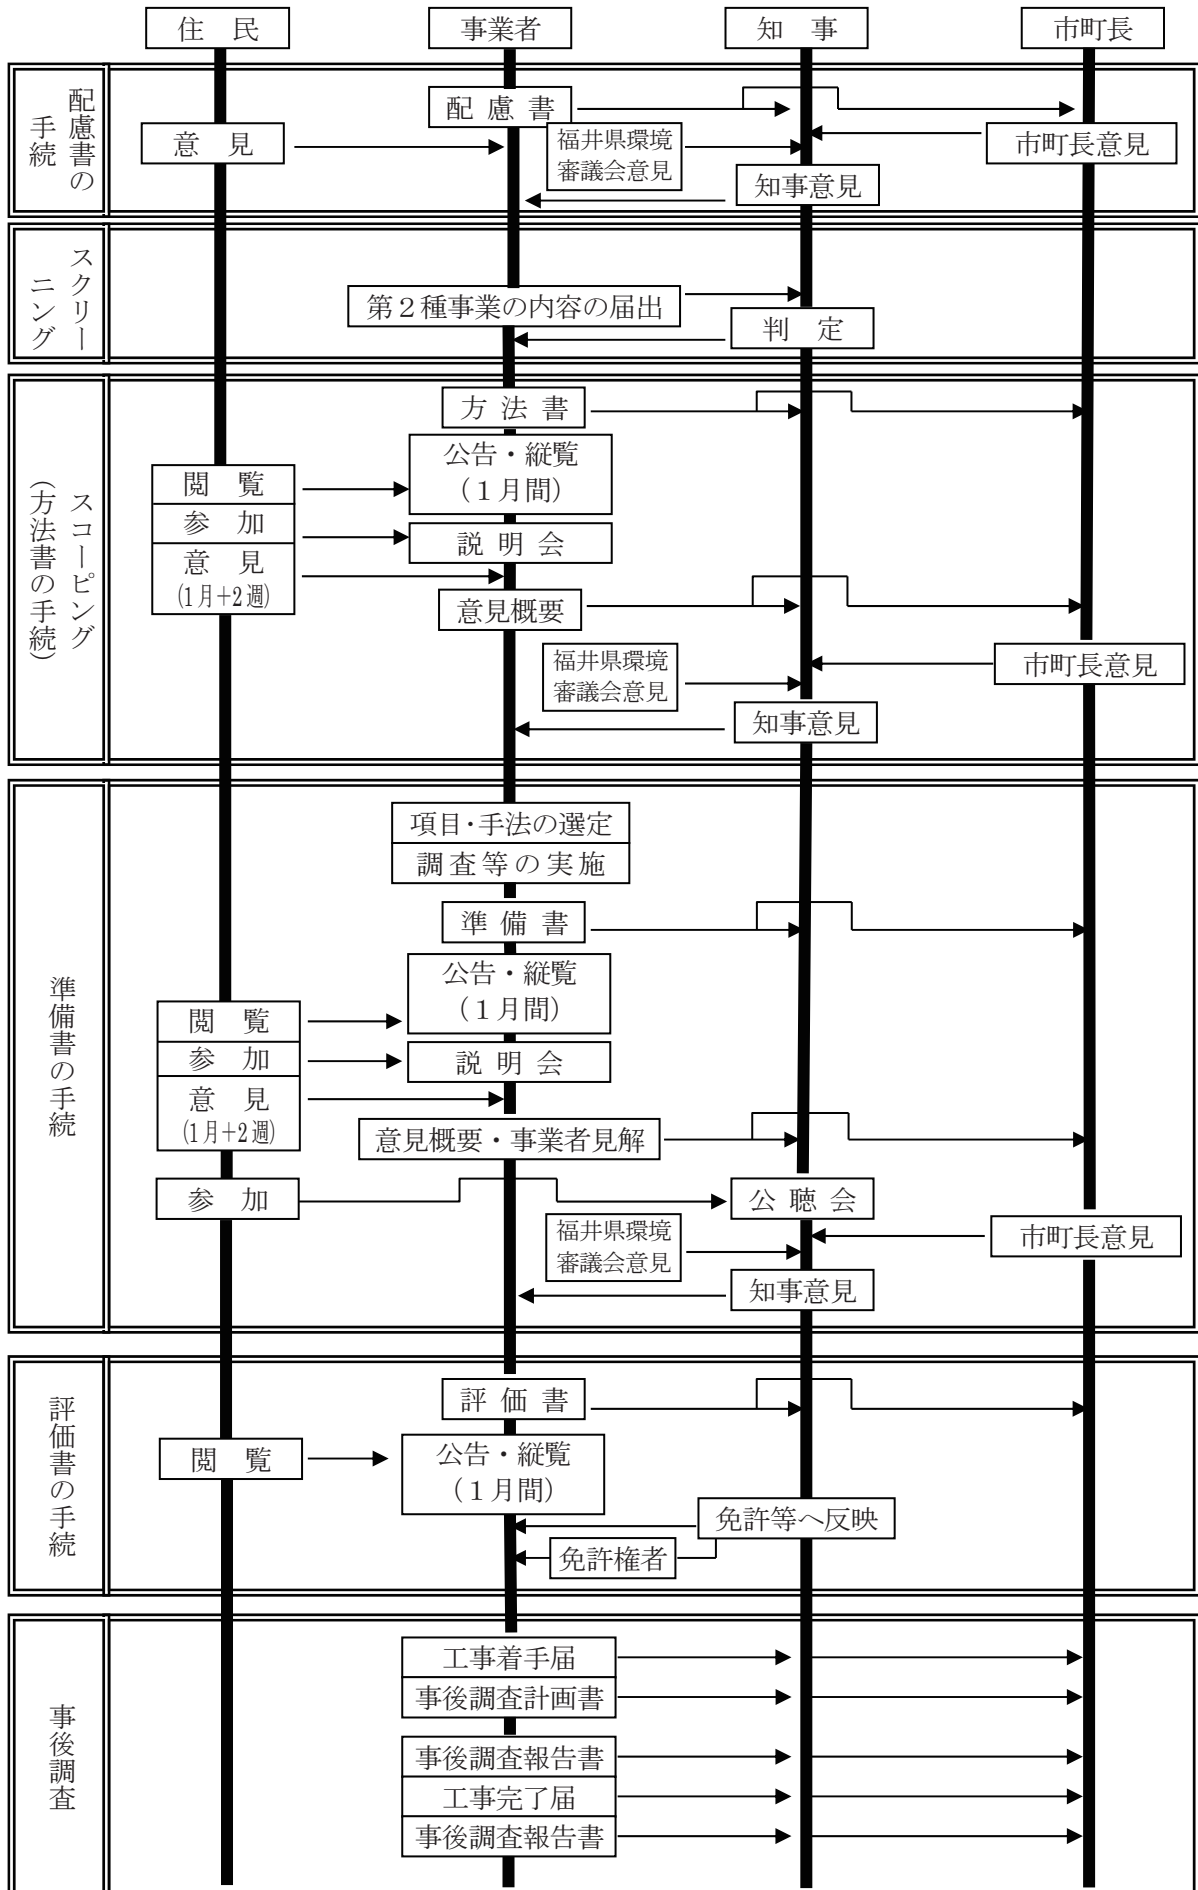 住　民
事業者
知　事
市町長
配慮書の
手続
配慮書
意　見
福井県環境
審議会意見
市町長意見
知事意見
スクリー
ニング
第２種事業の内容の届出
判　定
スコーピング
(方法書の手続)
方法書
公告・縦覧
(１月間)
閲　覧
参　加
説明会
意　見
(1月+2週)
意見概要
福井県環境
審議会意見
市町長意見
知事意見
準備書の手続
項目・手法の選定
調査等の実施
準備書
公告・縦覧
(１月間)
閲　覧
参　加
説明会
意　見
(1月+2週)
意見概要・事業者見解
参　加
公聴会
福井県環境
審議会意見
市町長意見
知事意見
評価書の手続
評価書
閲　覧
公告・縦覧
(１月間)
免許等へ反映
免許権者
事後調査
工事着手届
事後調査計画書
事後調査報告書
工事完了届
事後調査報告書